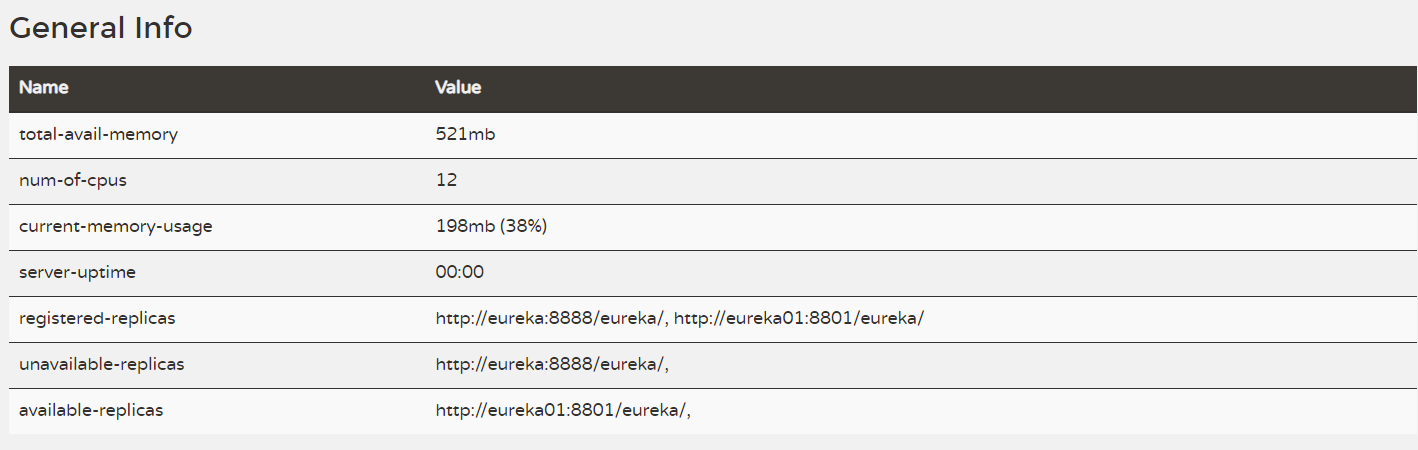 General Info
Name Value
total-avail-memory 521mb
num-of-cpus 12
current-memory-usage 198mb (38%)
server-uptime 00:00
registered-replicas http://eureka:8888/eureka/, http://eureka01:8801/eureka/
unavailable-replicas http://eureka:8888/eureka/,
available-replicas http://eureka01:8801/eureka/,